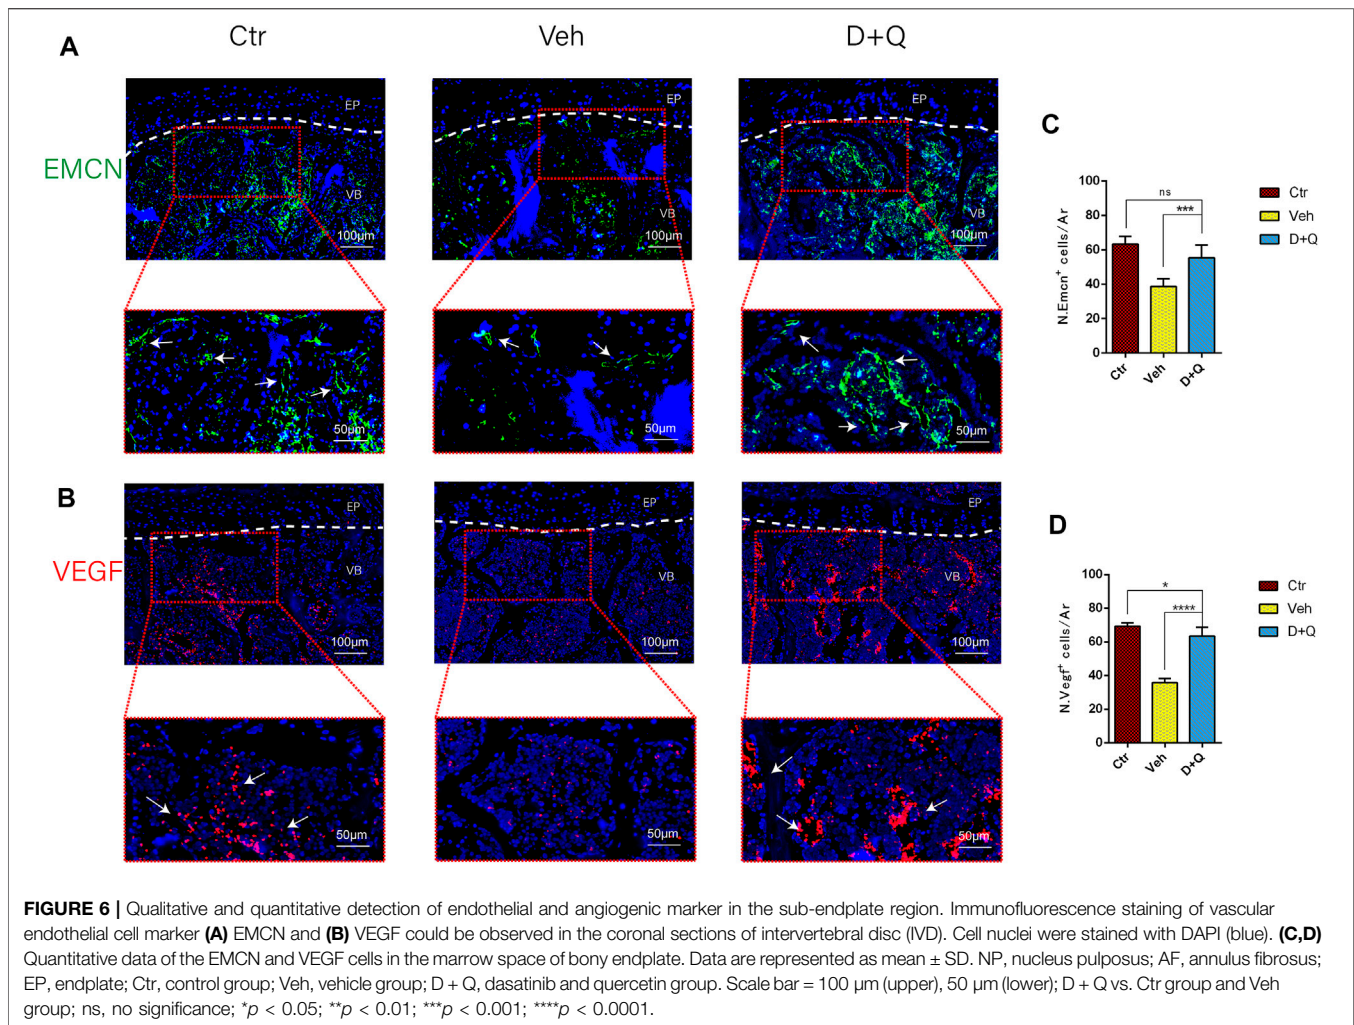 A
Ctr
Veh
D+Q
EMCN
EP
VB
100μm
EP
VB
100μm
EP
VB
100μm
50μm
50μm
50μm
C
N.Emcn+ cells/Ar
100
80
60
40
20
0
ns
***
Ctr
Veh
D+Q
Ctr
Veh
D+Q
B
VEGF
EP
VB
100μm
EP
VB
100μm
EP
VB
100μm
50μm
50μm
50μm
D
N.Vegf+ cells/Ar
100
80
60
40
20
0
*
****
Ctr
Veh
D+Q
Ctr
Veh
D+Q
FIGURE 6 | Qualitative and quantitative detection of endothelial and angiogenic marker in the sub-endplate region. Immunofluorescence staining of vascular
endothelial cell marker (A) EMCN and (B) VEGF could be observed in the coronal sections of intervertebral disc (IVD). Cell nuclei were stained with DAPI (blue). (C,D)
Quantitative data of the EMCN and VEGF cells in the marrow space of bony endplate. Data are represented as mean ± SD. NP, nucleus pulposus; AF, annulus fibrosus;
EP, endplate; Ctr, control group; Veh, vehicle group; D + Q, dasatinib and quercetin group. Scale bar = 100 μm (upper), 50 μm (lower); D + Q vs. Ctr group and Veh
group; ns, no significance; *p < 0.05; **p < 0.01; ***p < 0.001; ****p < 0.0001.